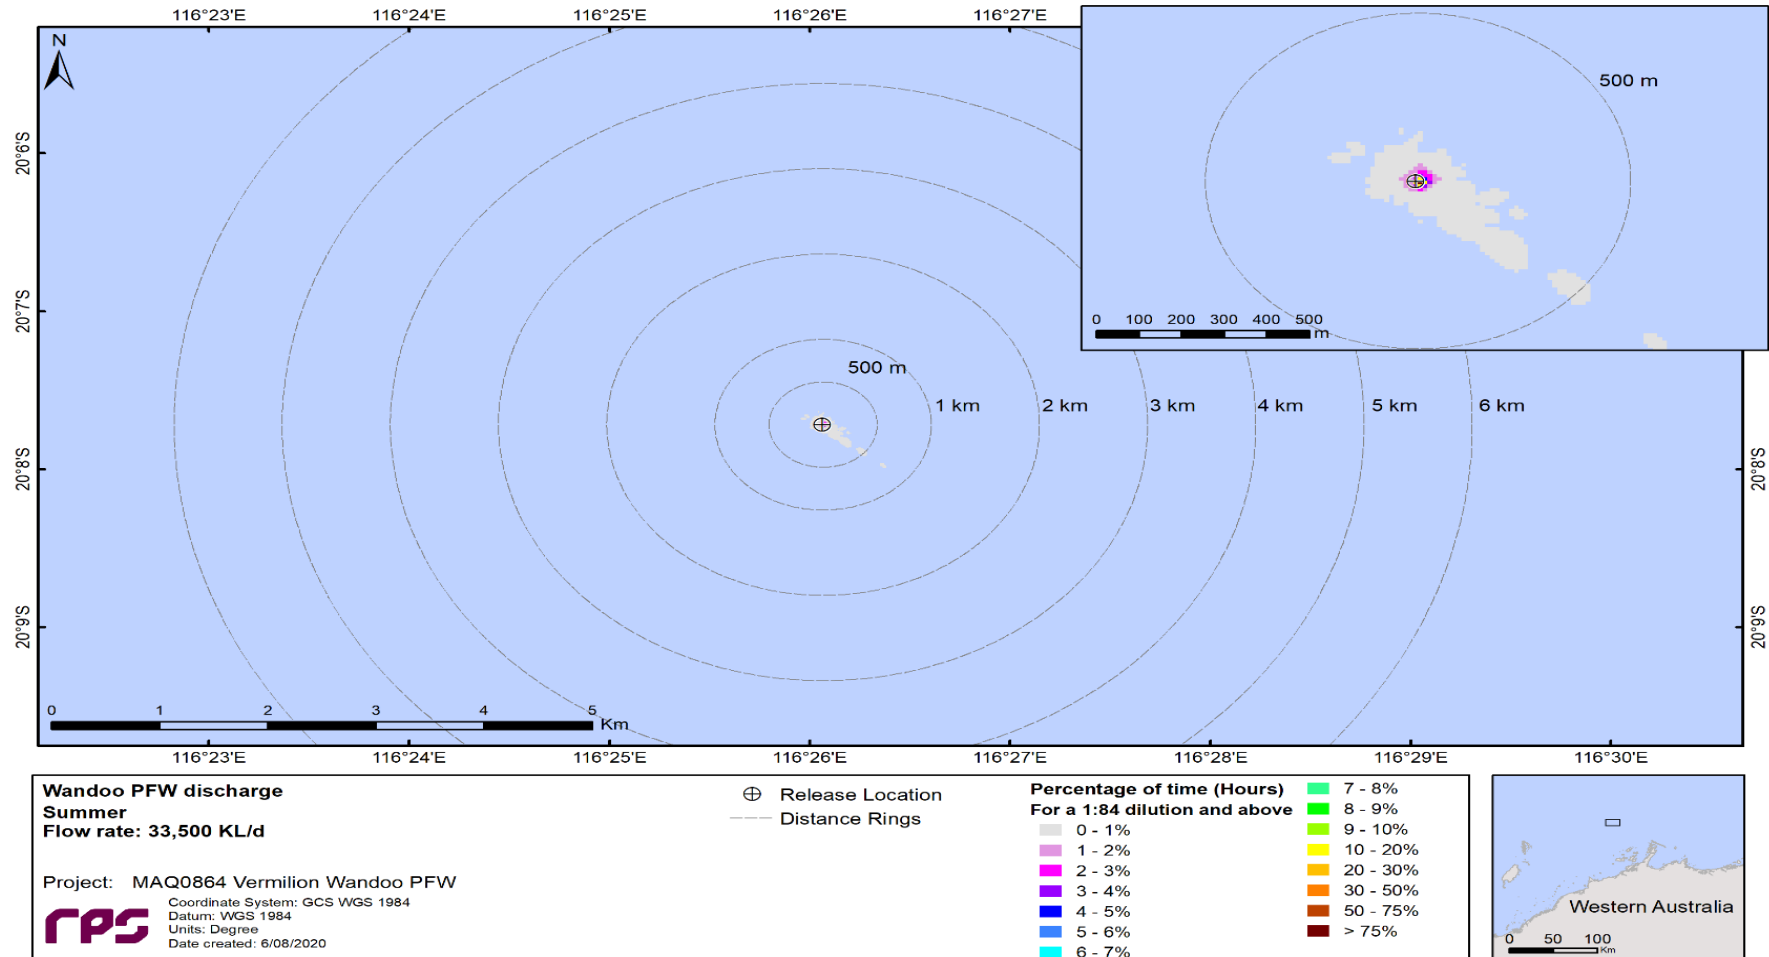 116°23'E 116°24'E 116°25'E 116°26'E 116°27'E
N
500 m
0 100 200 300 400 500
m
20°6'S
20°7'S
20°8'S
20°9'S
20°8'S
20°9'S
500 m
1 km 2 km 3 km 4 km 5 km 6 km
0 1 2 3 4 5
Km
116°23'E 116°24'E 116°25'E 116°26'E 116°27'E 116°28'E 116°29'E 116°30'E
Wandoo PFW discharge
Summer
Flow rate: 33,500 KL/d
Project: MAQ0864 Vermilion Wandoo PFW
rps
Coordinate System: GCS WGS 1984
Datum: WGS 1984
Units: Degree
Date created: 6/08/2020
Release Location
Distance Rings
Percentage of time (Hours)
For a 1:84 dilution and above
0 - 1%
1 - 2%
2 - 3%
3 - 4%
4 - 5%
5 - 6%
6 - 7%
7 - 8%
8 - 9%
9 - 10%
10 - 20%
20 - 30%
30 - 50%
50 - 75%
> 75%
Western Australia
0 50 100
Km